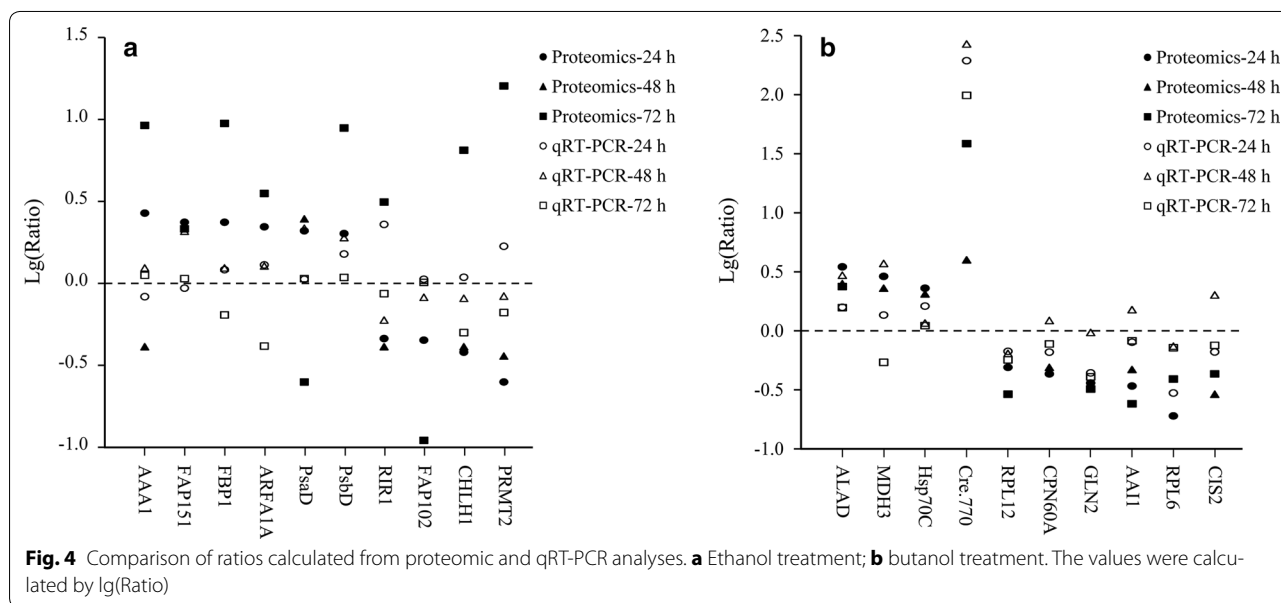 a
1.5
1.0
0.5
0.0
-0.5
-1.0
Lg(Ratio)
AAA1
FAP151
FBP1
ARFA1A
PsaD
PsbD
RIR1
FAP102
CHLH1
PRMT2
Proteomics-24 h
Proteomics-48 h
Proteomics-72 h
qRT-PCR-24 h
qRT-PCR-48 h
qRT-PCR-72 h
b
2.5
2.0
1.5
1.0
0.5
0.0
-0.5
-1.0
Lg(Ratio)
ALAD
MDH3
Hsp70C
Cre.770
RPL12
CPN60A
GLN2
AAI1
RPL6
CIS2
Proteomics-24 h
Proteomics-48 h
Proteomics-72 h
qRT-PCR-24 h
qRT-PCR-48 h
qRT-PCR-72 h
Fig. 4 Comparison of ratios calculated from proteomic and qRT-PCR analyses. a Ethanol treatment; b butanol treatment. The values were calcu-
lated by lg(Ratio)